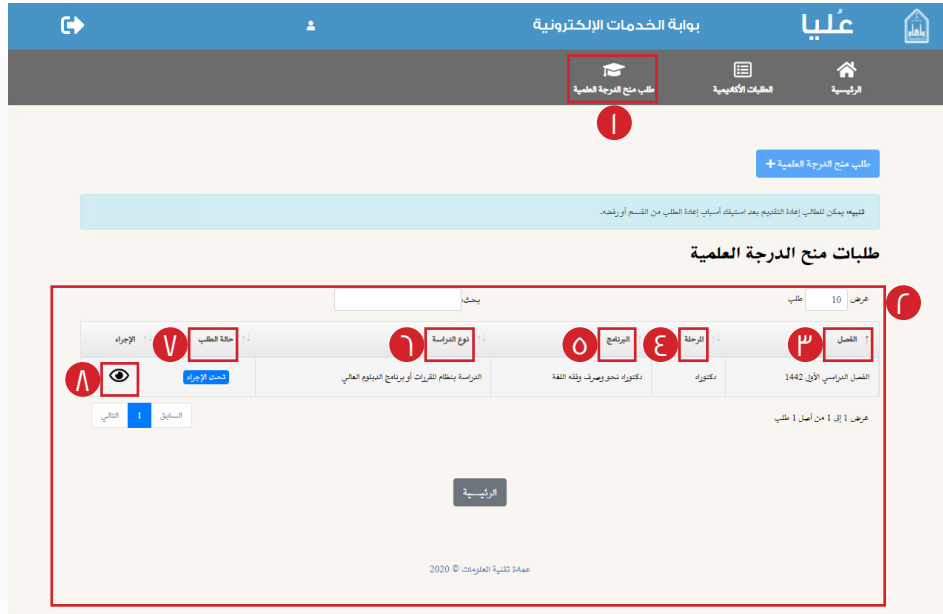 عُليا
بوابة الخدمات الإلكترونية
الرئيسية
الطلبات الأكاديمية
طلب منح الدرجة العلمية
١
طلب منح الدرجة العلمية +
تنبيه: يمكن للطالب إعادة التقديم بعد استيفاء أسباب إعادة الطلب من القسم أو رفضه.
طلبات منح الدرجة العلمية
٢
عرض 10 طلب
بحث:
الفصل ٣ المرحلة ٤ البرنامج ٥ نوع الدراسة ٦ حالة الطلب ٧ الإجراء
الفصل الدراسي الأول 1442 دكتوراه دكتوراه نحو وصرف وفقه اللغة الدراسة بنظام المقررات أو برنامج الدبلوم العالي تحت الإجراء ٨
عرض 1 إلى 1 من أصل 1 طلب
السابق 1 التالي
الرئيسية
عمادة تقنية المعلومات © 2020